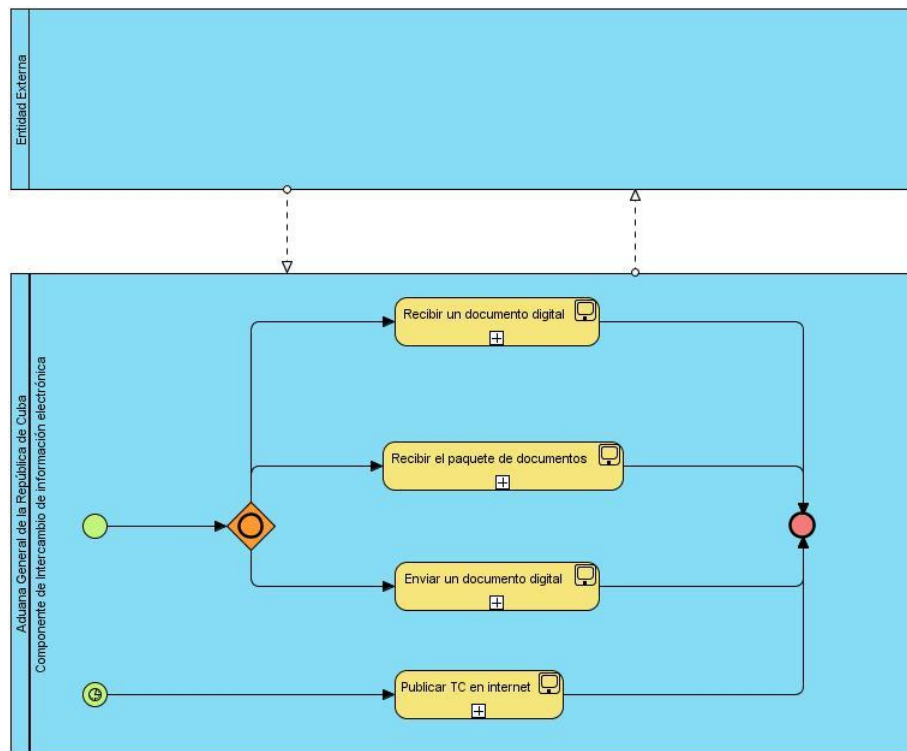 Entidad Externa
Aduana General de la República de Cuba
Componente de Intercambio de información electrónica
Recibir un documento digital
Recibir el paquete de documentos
Enviar un documento digital
Publicar TC en internet